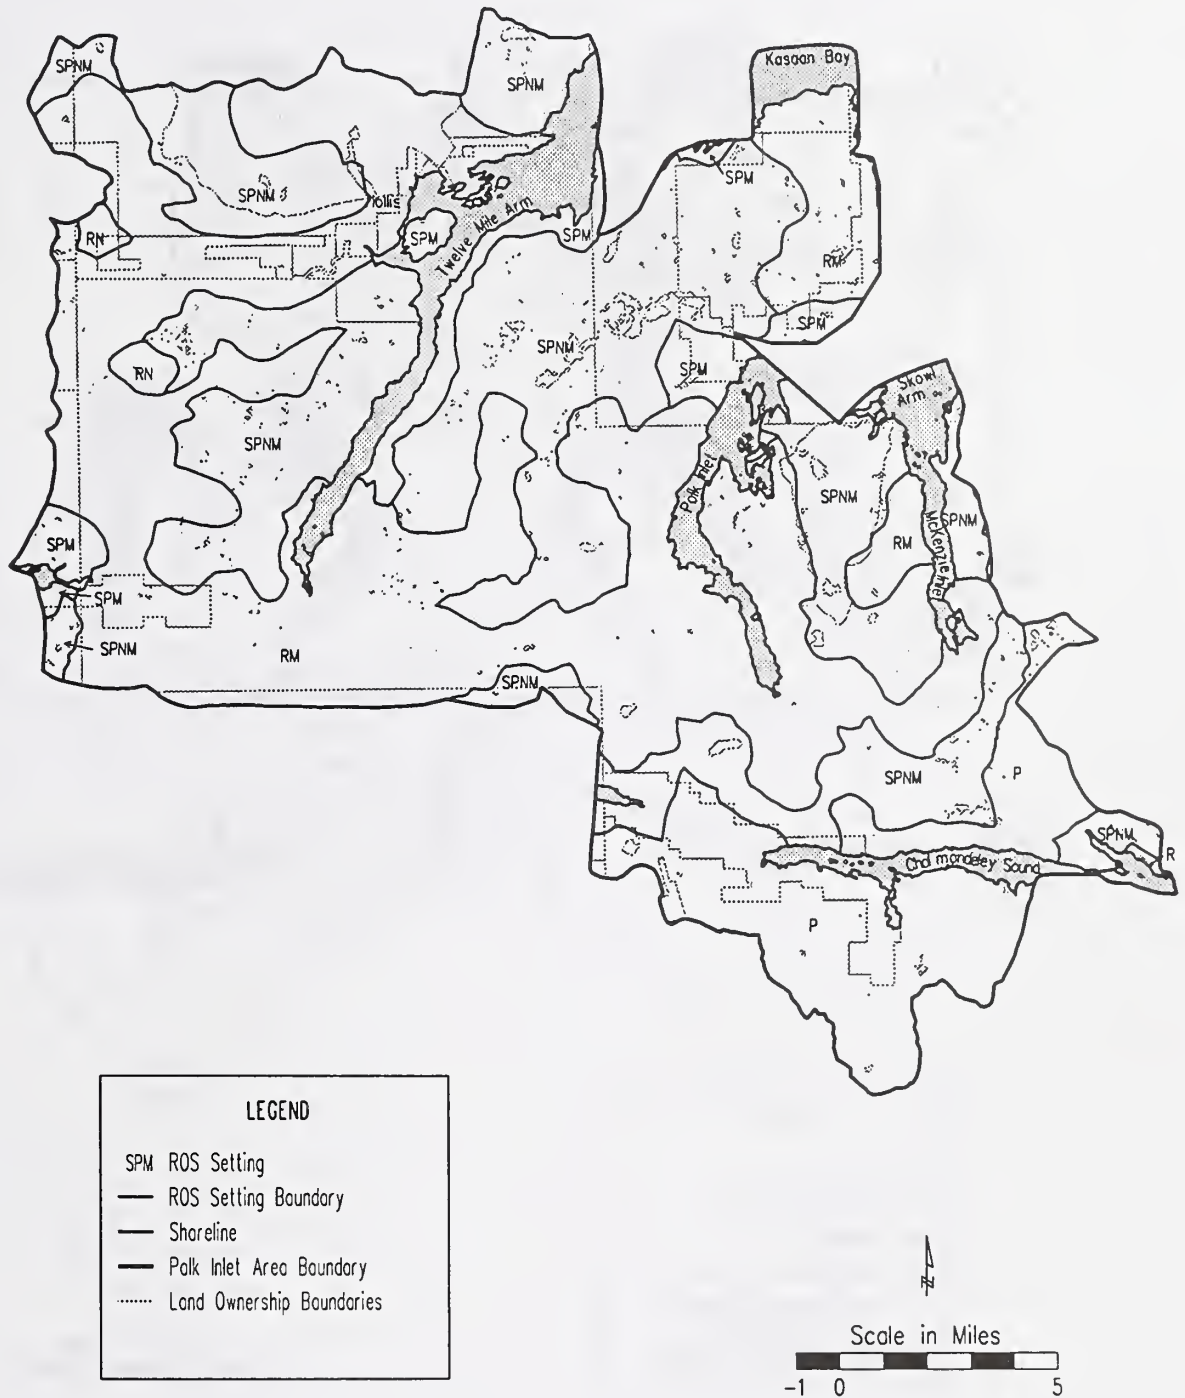 Kasaan Bay
SPNM
SPNM
SPM
SPNM
Hollis
RN
SPM
Twelve Mile Arm
SPM
RM
SPM
SPNM
SPM
RN
Skowl
Arm
SPNM
Polk Inlet
SPNM
McKenzie Inlet
SPNM
RM
SPM
SPM
SPNM
RM
SPNM
SPNM
P
SPNM
R
Chol mondeley Sound
P
LEGEND
SPM ROS Setting
ROS Setting Boundary
Shoreline
Polk Inlet Area Boundary
Land Ownership Boundaries
N
Scale in Miles
-1 0 5